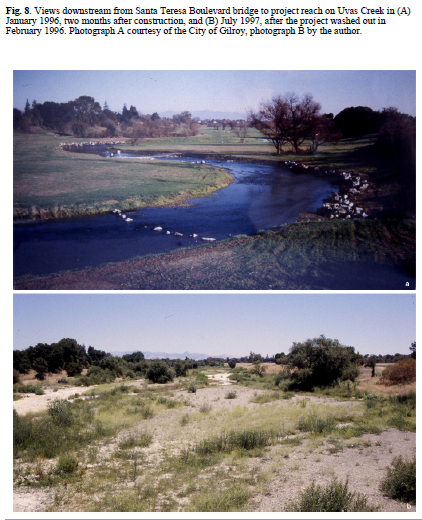 Fig. 8. Views downstream from Santa Teresa Boulevard bridge to project reach on Uvas Creek in (A)
January 1996, two months after construction, and (B) July 1997, after the project washed out in
February 1996. Photograph A courtesy of the City of Gilroy, photograph B by the author.
a
b